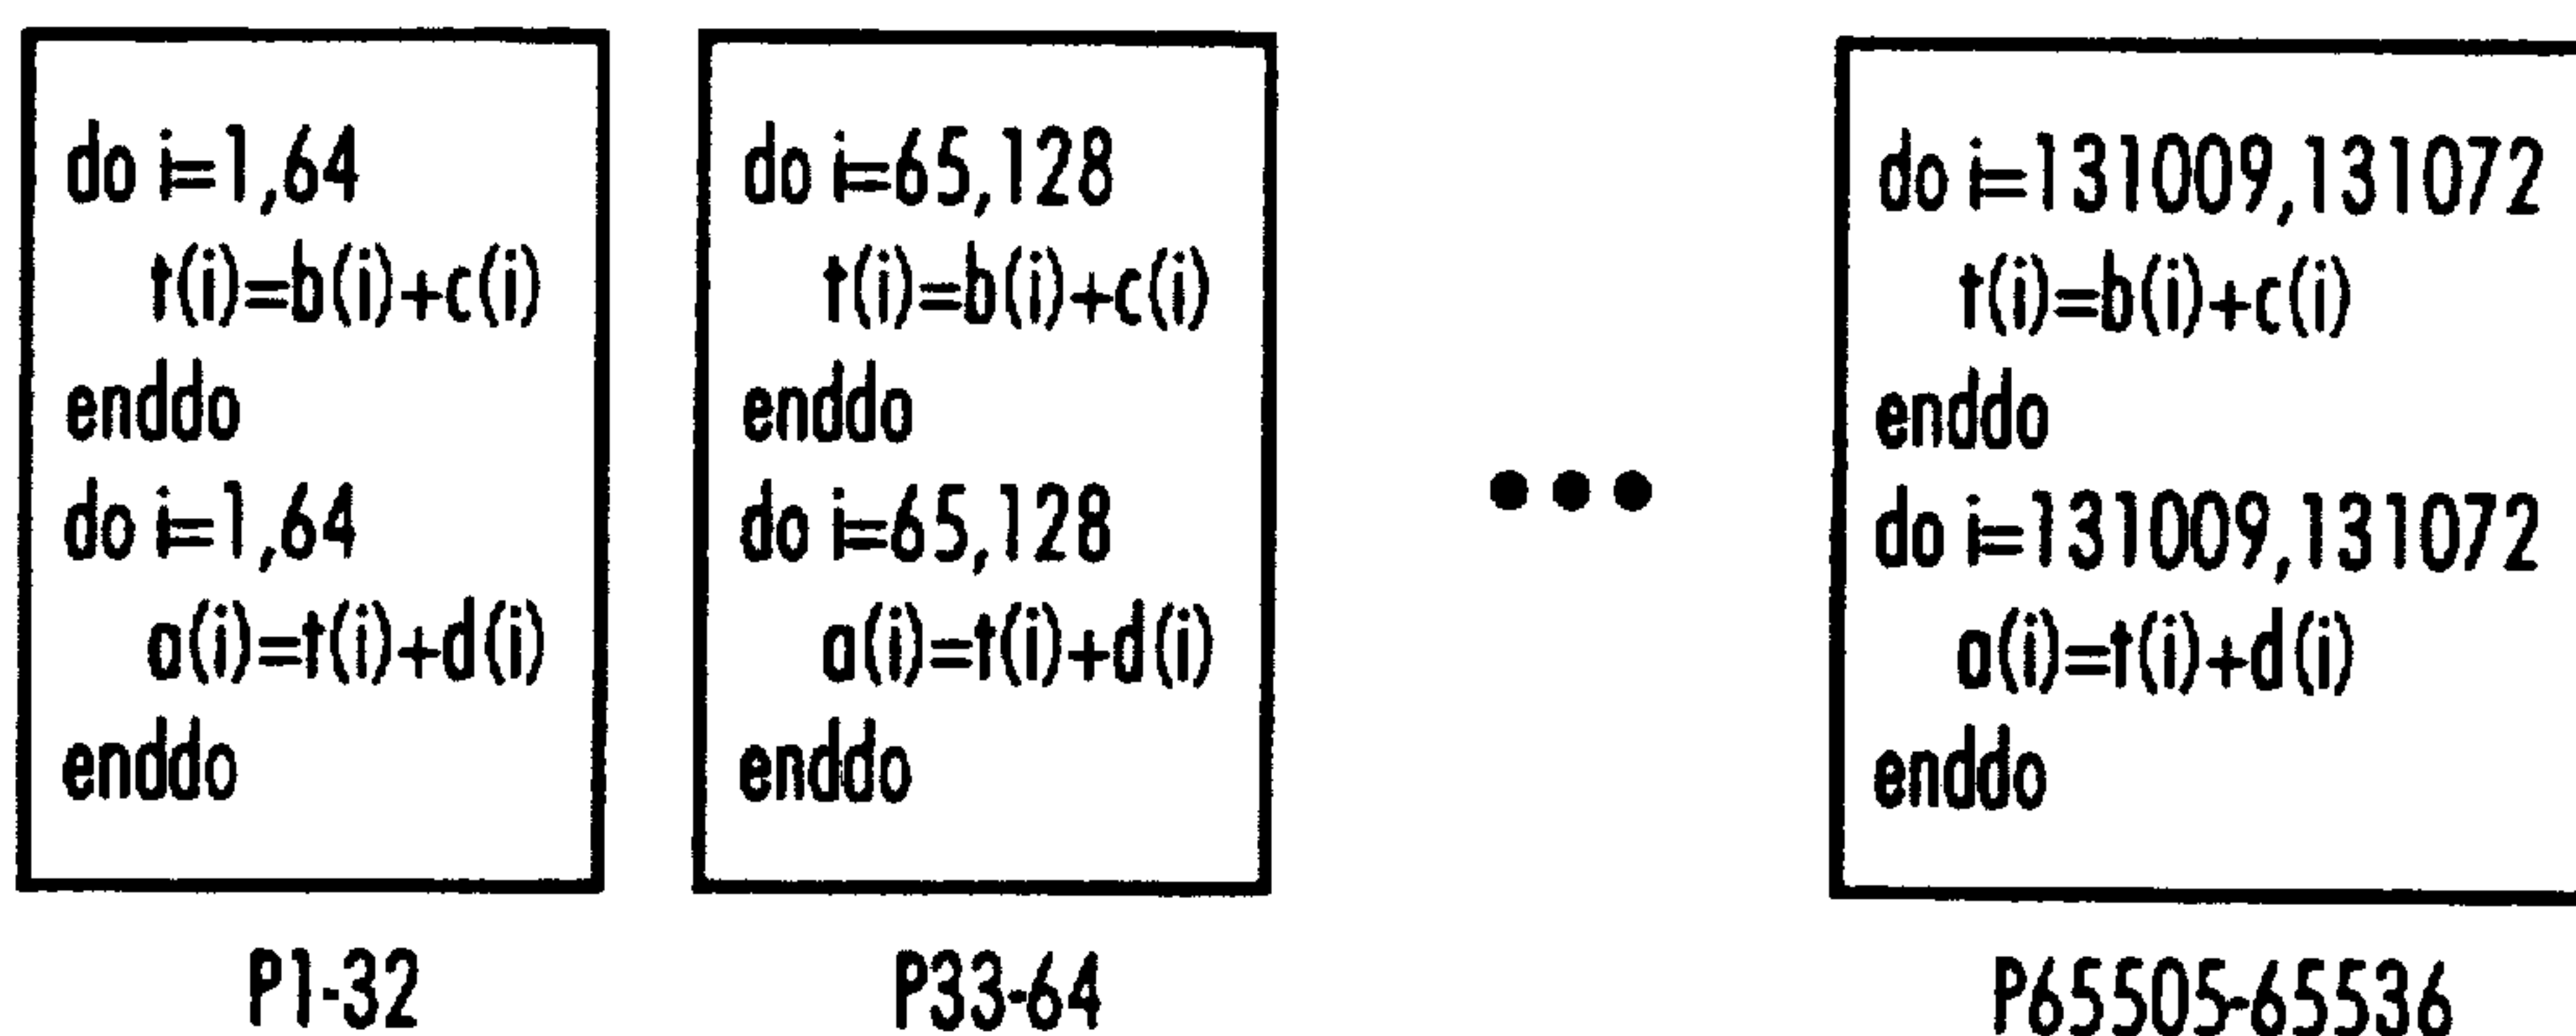 do i=1,64
t(i)=b(i)+c(i)
enddo
do i=1,64
a(i)=t(i)+d(i)
enddo
P1-32
do i=65,128
t(i)=b(i)+c(i)
enddo
do i=65,128
a(i)=t(i)+d(i)
enddo
P33-64
do i=131009,131072
t(i)=b(i)+c(i)
enddo
do i=131009,131072
a(i)=t(i)+d(i)
enddo
P65505-65536